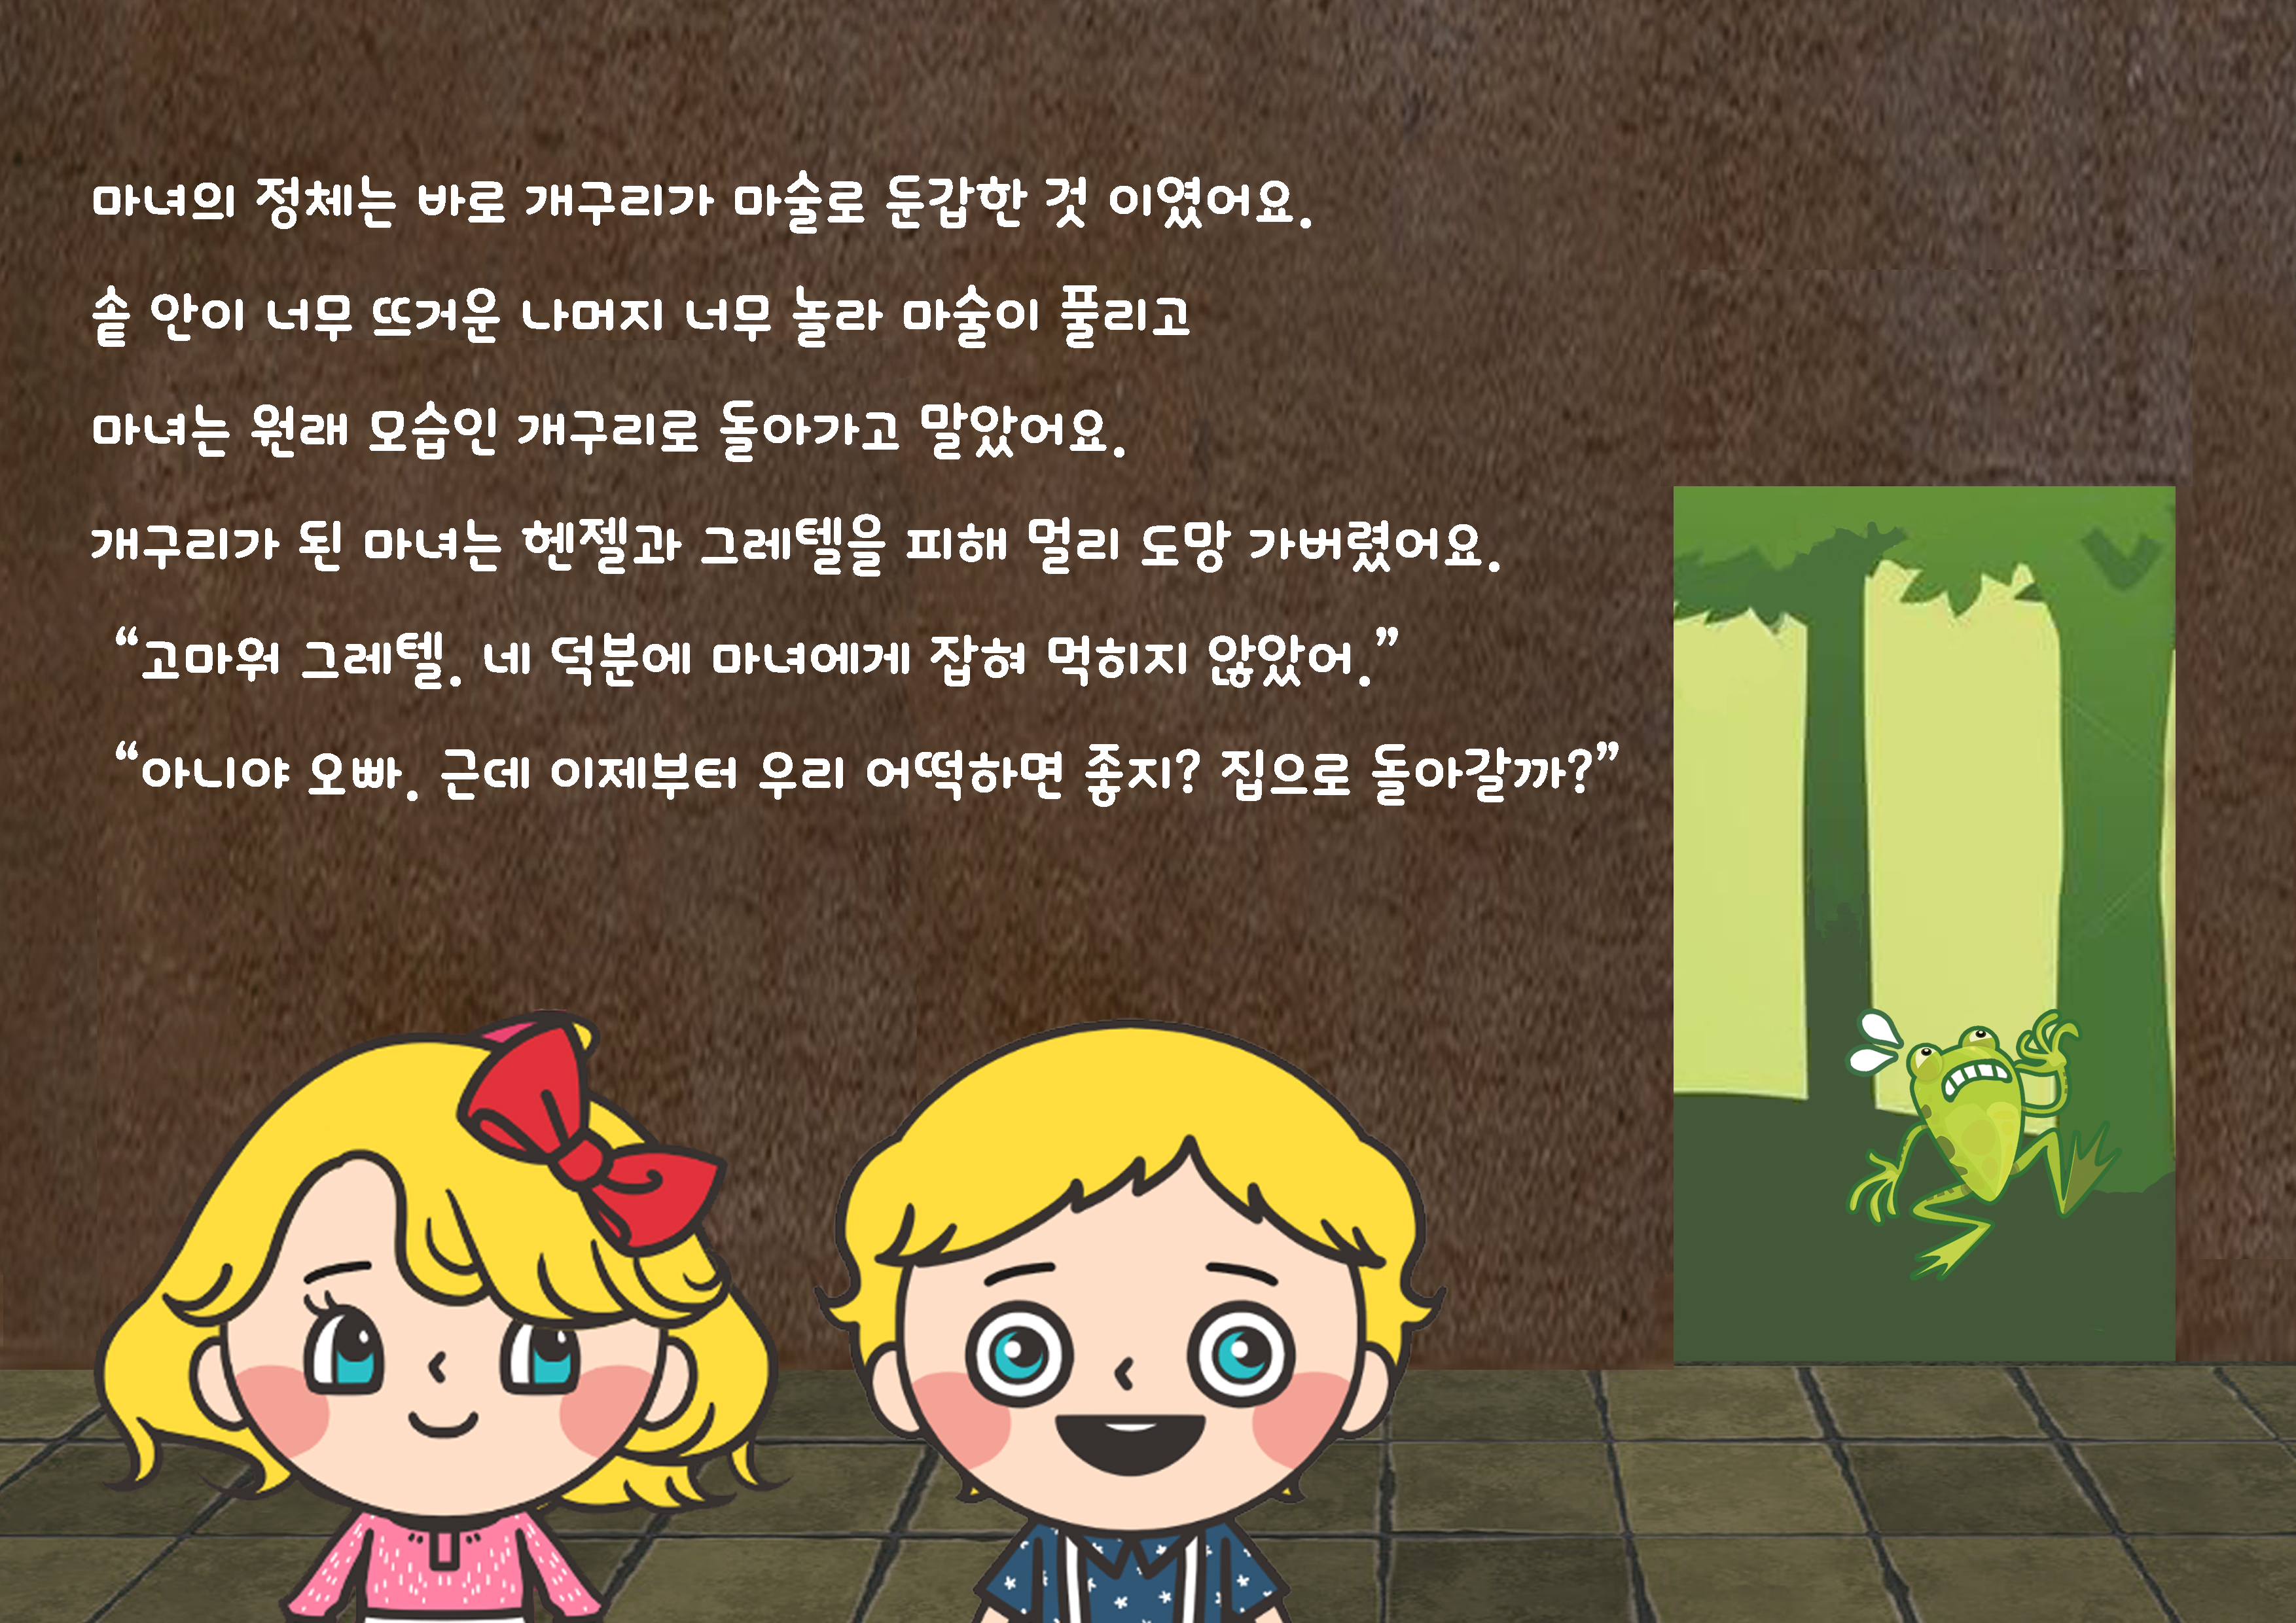 마녀의 정체는 바로 개구리가 마술로 둔갑한 것 이였어요.
솥 안이 너무 뜨거운 나머지 너무 놀라 마술이 풀리고
마녀는 원래 모습인 개구리로 돌아가고 말았어요.
개구리가 된 마녀는 헨젤과 그레텔을 피해 멀리 도망 가버렸어요.
“고마워 그레텔. 네 덕분에 마녀에게 잡혀 먹히지 않았어.”
“아니야 오빠. 근데 이제부터 우리 어떡하면 좋지? 집으로 돌아갈까?”